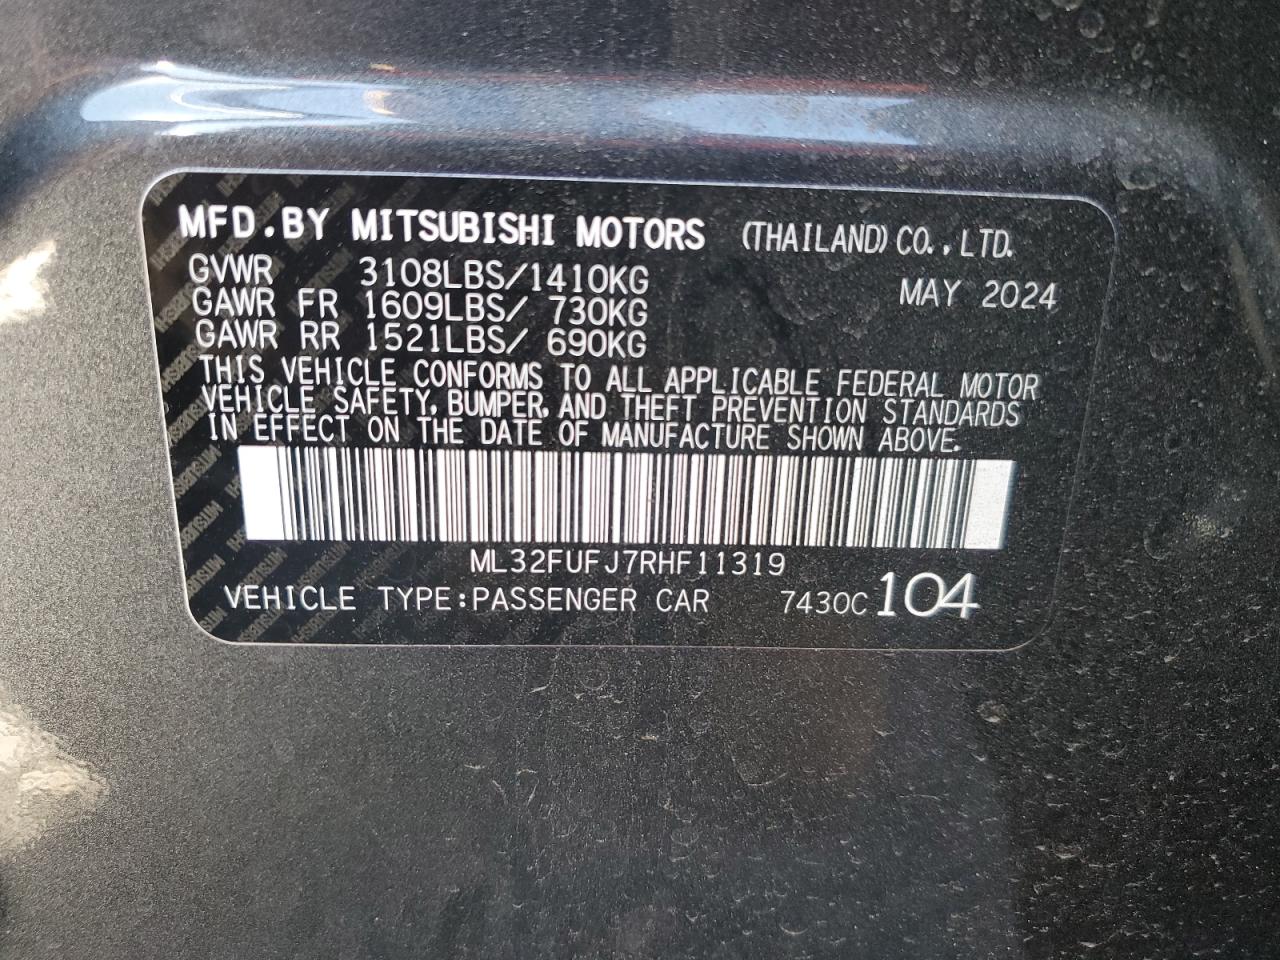 MFD.BY MITSUBISHI MOTORS (THAILAND) CO.,LTD.
GVWR 3108LBS/1410KG MAY 2024
GAWR FR 1609LBS/ 730KG
GAWR RR 1521LBS/ 690KG
THIS VEHICLE CONFORMS TO ALL APPLICABLE FEDERAL MOTOR
VEHICLE SAFETY, BUMPER, AND THEFT PREVENTION STANDARDS
IN EFFECT ON THE DATE OF MANUFACTURE SHOWN ABOVE.
ML32FUFJ7RHF11319
VEHICLE TYPE:PASSENGER CAR 7430C 104